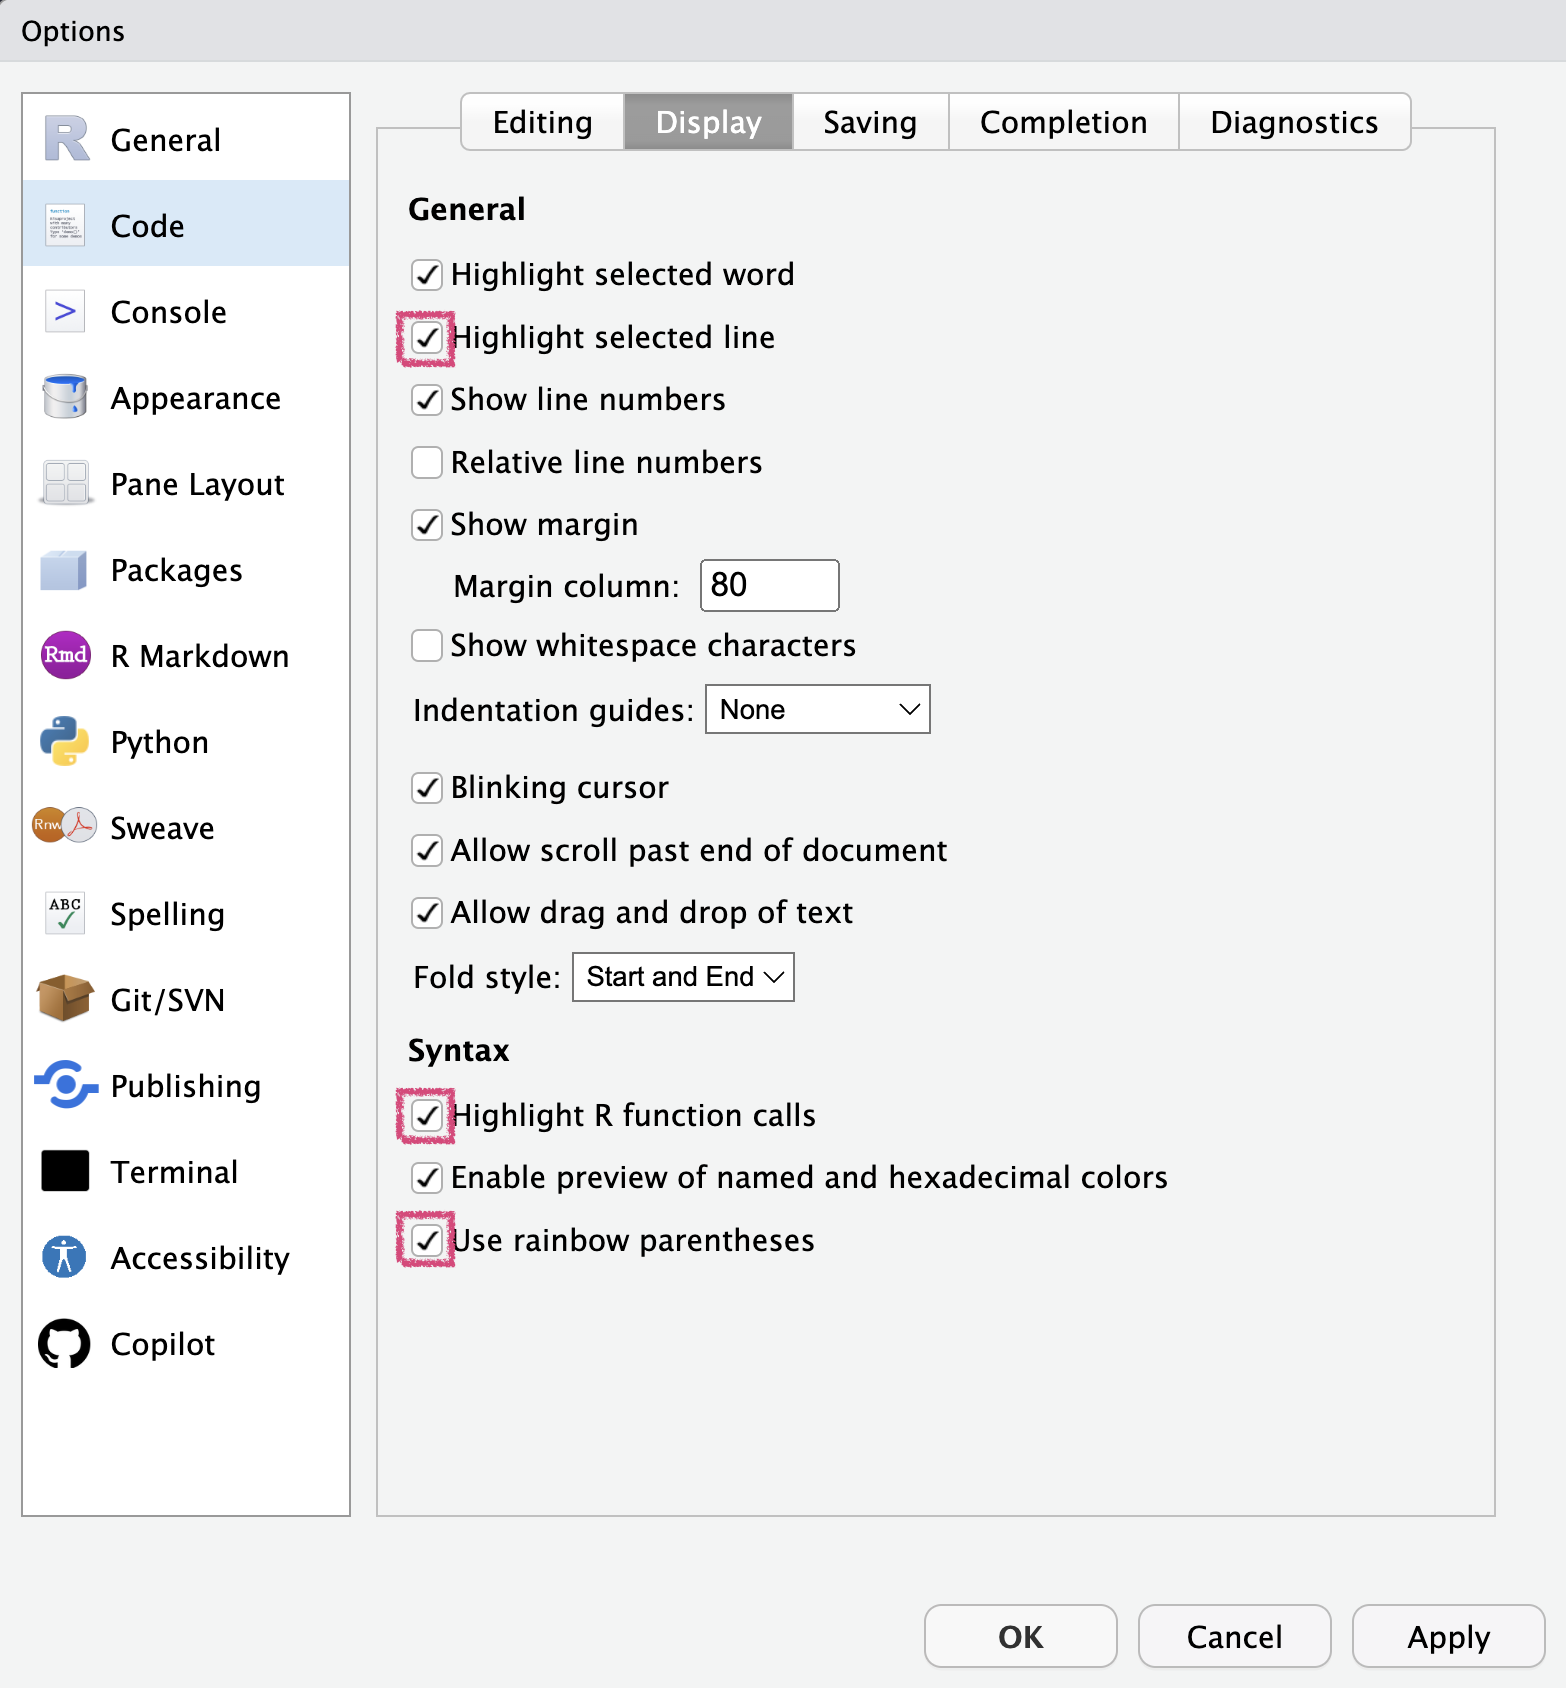 Options
General
Code
Console
Appearance
Pane Layout
Packages
Rmd
R Markdown
Python
Rnw
Sweave
ABC
Spelling
Git/SVN
Publishing
Terminal
Accessibility
Copilot
Editing
Display
Saving
Completion
Diagnostics
General
Highlight selected word
Highlight selected line
Show line numbers
Relative line numbers
Show margin
Margin column: 80
Show whitespace characters
Indentation guides: None
Blinking cursor
Allow scroll past end of document
Allow drag and drop of text
Fold style: Start and End
Syntax
Highlight R function calls
Enable preview of named and hexadecimal colors
Use rainbow parentheses
OK
Cancel
Apply